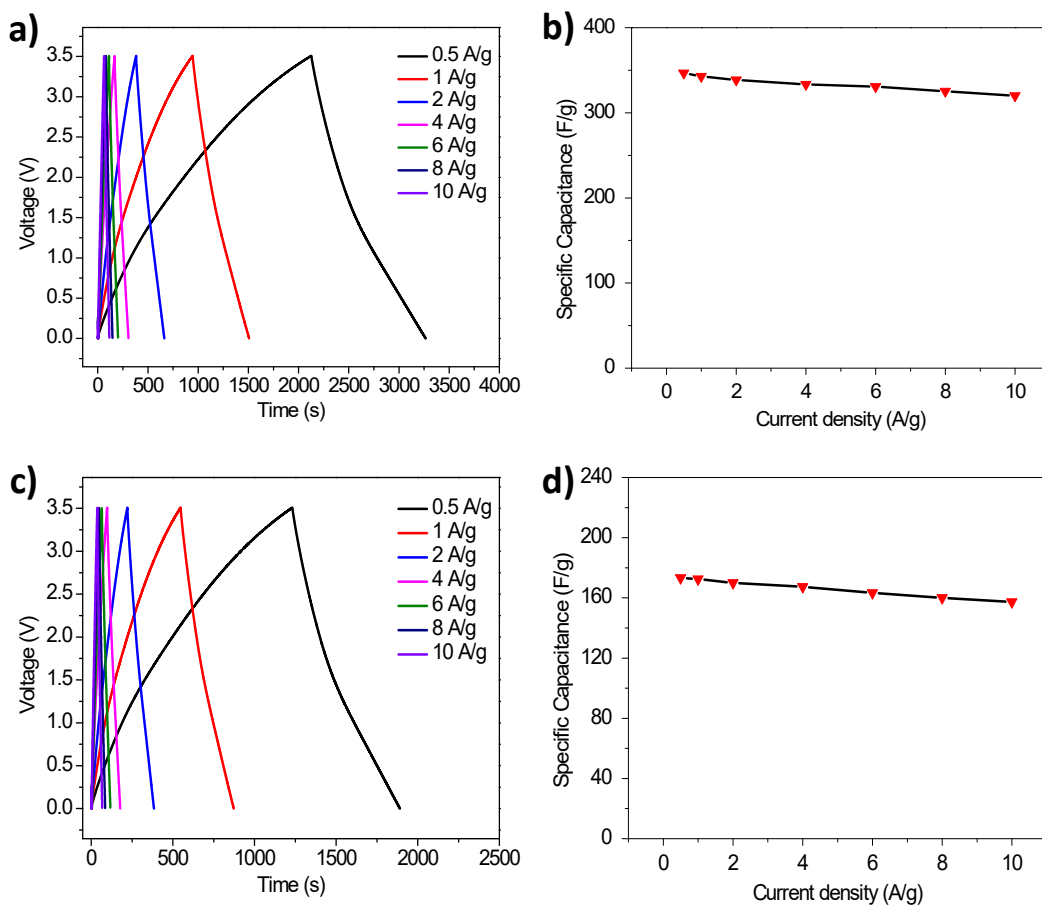 a)
3.5
3.0
2.5
2.0
1.5
1.0
0.5
0.0
Voltage (V)
0.5 A/g
1 A/g
2 A/g
4 A/g
6 A/g
8 A/g
10 A/g
0 500 1000 1500 2000 2500 3000 3500 4000
Time (s)
b)
400
300
200
100
0
Specific Capacitance (F/g)
0 2 4 6 8 10
Current density (A/g)
c)
3.5
3.0
2.5
2.0
1.5
1.0
0.5
0.0
Voltage (V)
0.5 A/g
1 A/g
2 A/g
4 A/g
6 A/g
8 A/g
10 A/g
0 500 1000 1500 2000 2500
Time (s)
d)
240
200
160
120
80
40
0
Specific Capacitance (F/g)
0 2 4 6 8 10
Current density (A/g)